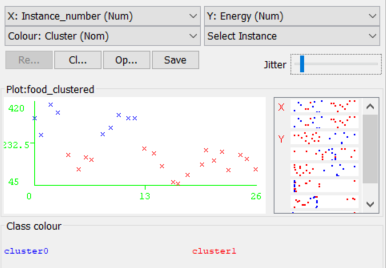 X: Instance_number (Num)
Y: Energy (Num)
Colour: Cluster (Nom)
Select Instance
Re...
Cl...
Op...
Save
Jitter
Plot:food_clustered
420
232.5
45
0
13
26
X
Y
Class colour
cluster0
cluster1